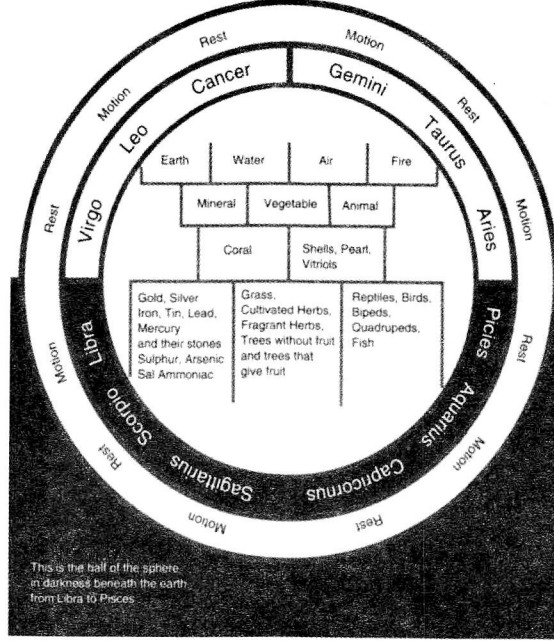 Rest
Motion
Motion
Rest
Rest
Motion
Motion
Rest
Rest
Motion
Motion
Rest
Cancer
Gemini
Leo
Taurus
Virgo
Aries
Libra
Picies
Scorpio
Aquarius
Sagittarius
Capricornus
Earth
Water
Air
Fire
Mineral
Vegetable
Animal
Coral
Shells, Pearl,
Vitriols
Gold, Silver
Iron, Tin, Lead,
Mercury
and their stones
Sulphur, Arsenic
Sal Ammoniac
Grass,
Cultivated Herbs,
Fragrant Herbs,
Trees without fruit
and trees that
give fruit
Reptiles, Birds,
Bipeds,
Quadrupeds,
Fish
This is the half of the sphere
in darkness beneath the earth
from Libra to Pisces